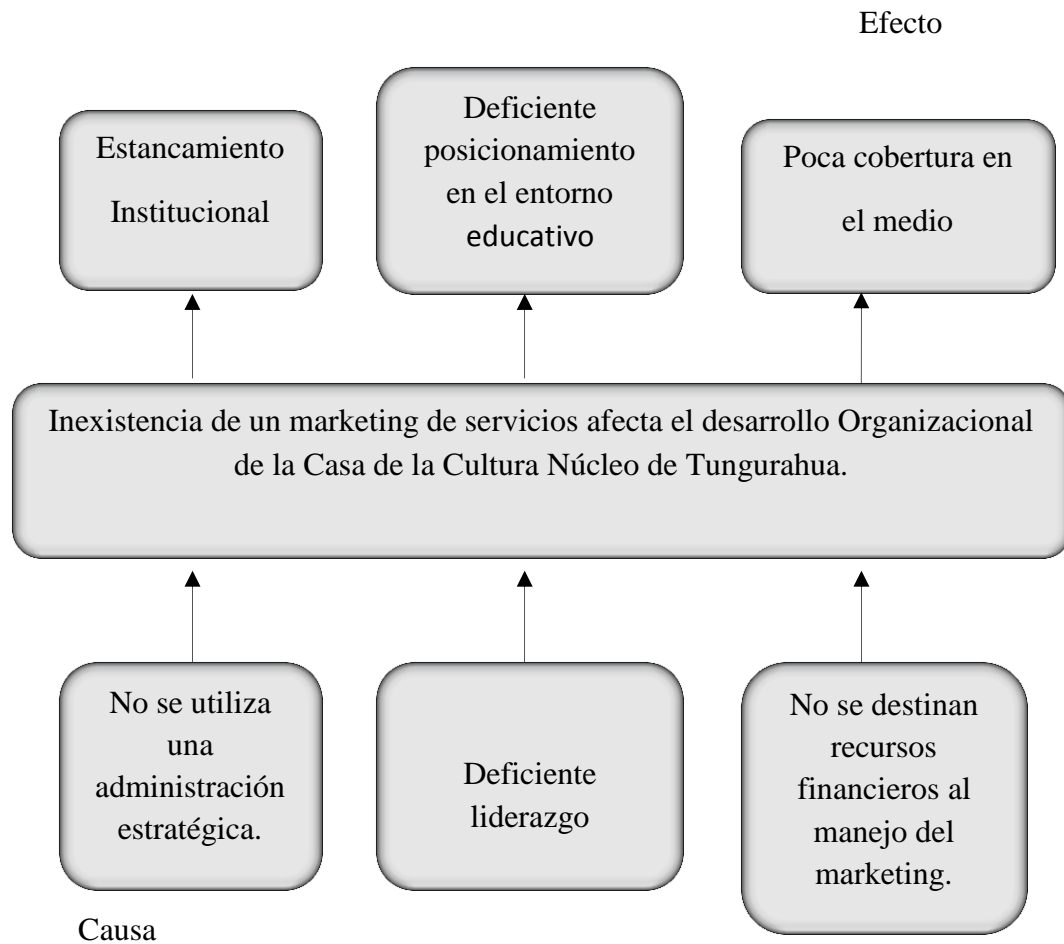 Efecto
Estancamiento
Institucional
Deficiente
posicionamiento
en el entorno
educativo
Poca cobertura en
el medio
Inexistencia de un marketing de servicios afecta el desarrollo Organizacional
de la Casa de la Cultura Núcleo de Tungurahua.
No se utiliza
una
administración
estratégica.
Deficiente
liderazgo
No se destinan
recursos
financieros al
manejo del
marketing.
Causa